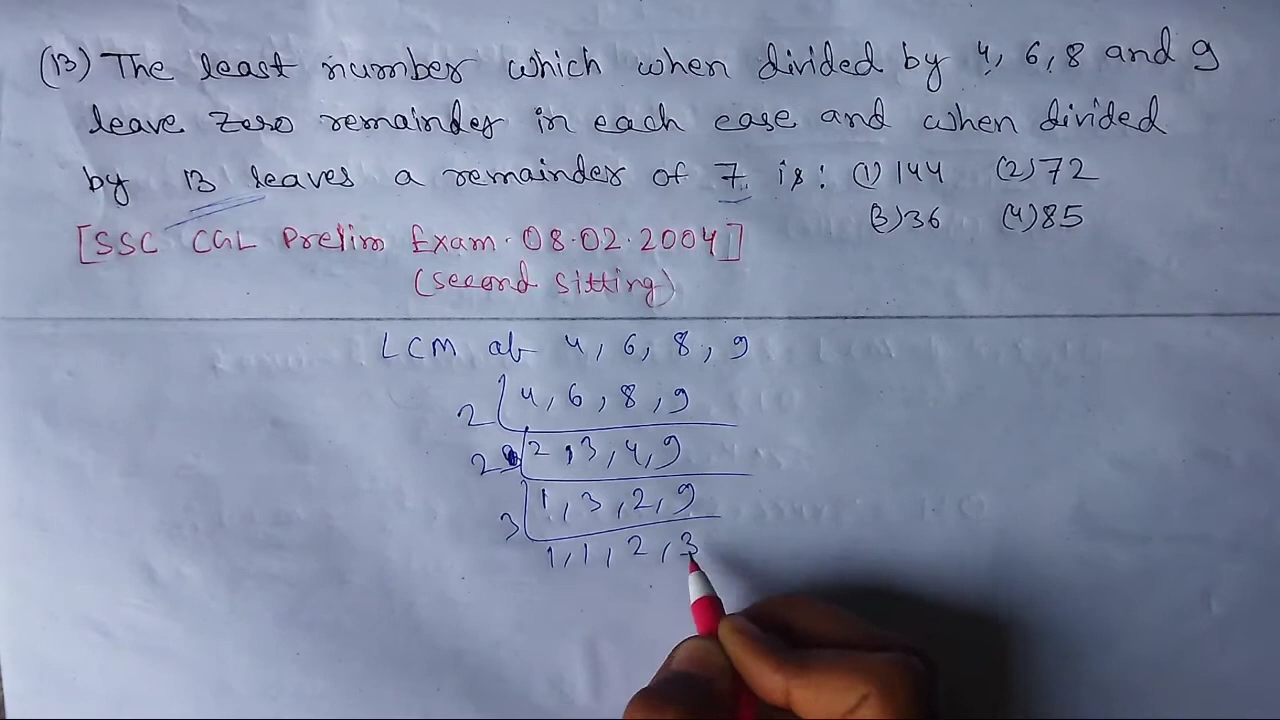 (13) The least number which when divided by 4, 6, 8 and 9
leave zero remainder in each case and when divided
by 13 leaves a remainder of 7 is: (1) 144 (2) 72
(3) 36 (4) 85
[SSC CGL Prelim Exam. 08.02.2004]
(second sitting)
LCM of 4, 6, 8, 9
2 4, 6, 8, 9
2 2, 3, 4, 9
3 1, 3, 2, 9
1, 1, 2, 3